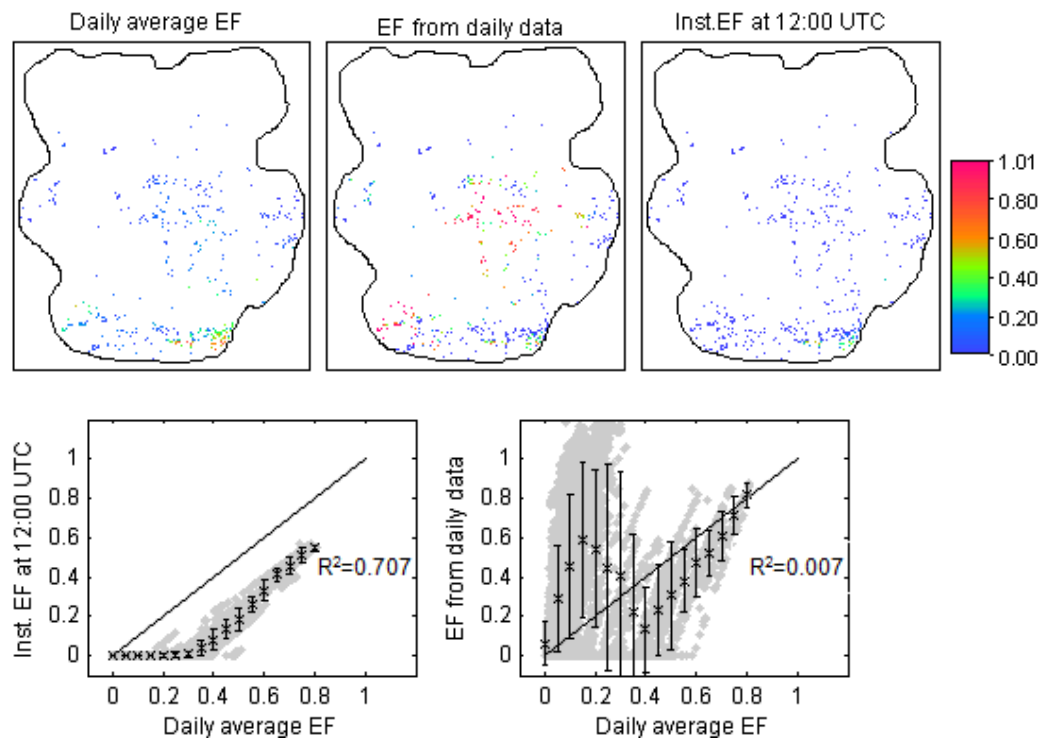 Daily average EF
EF from daily data
Inst.EF at 12:00 UTC
1.01
0.80
0.60
0.40
0.20
0.00
Inst. EF at 12:00 UTC
1
0.8
0.6
0.4
0.2
0
R²=0.707
0 0.2 0.4 0.6 0.8 1
Daily average EF
EF from daily data
1
0.8
0.6
0.4
0.2
0
R²=0.007
0 0.2 0.4 0.6 0.8 1
Daily average EF